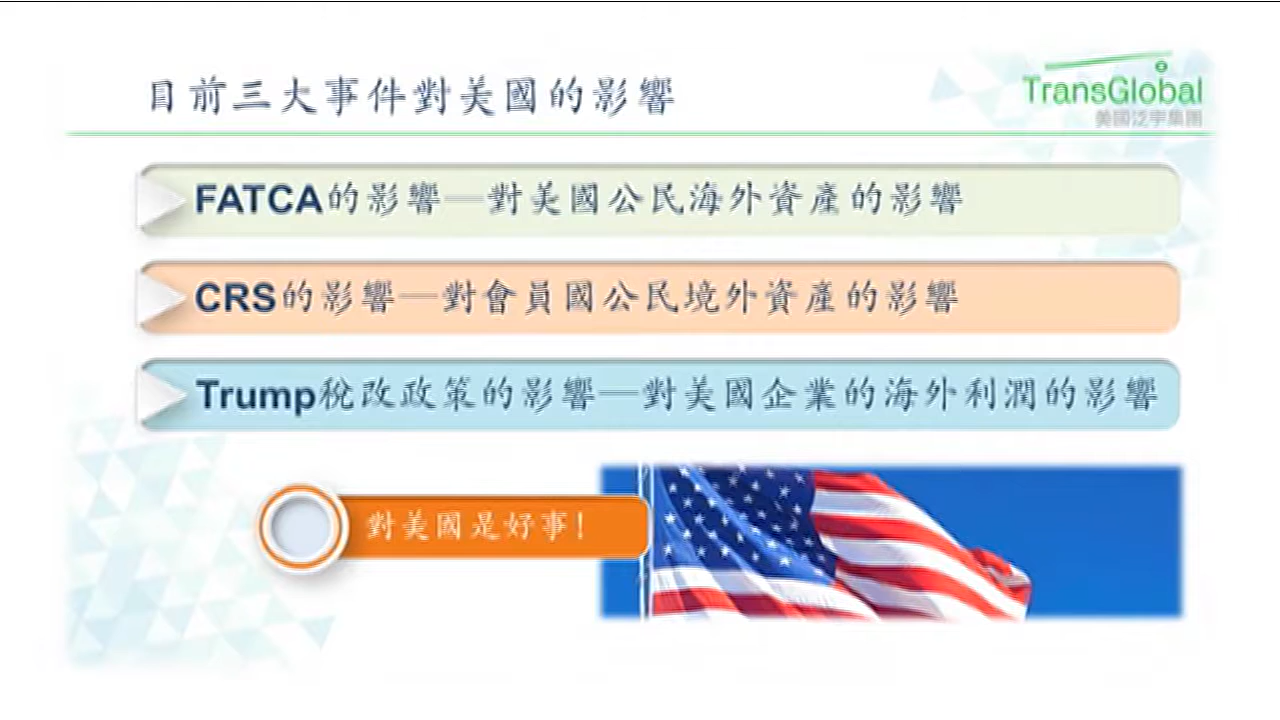 目前三大事件對美國的影響
TransGlobal
美國泛宇集團
FATCA的影響—對美國公民海外資產的影響
CRS的影響—對會員國公民境外資產的影響
Trump稅改政策的影響—對美國企業的海外利潤的影響
對美國是好事!